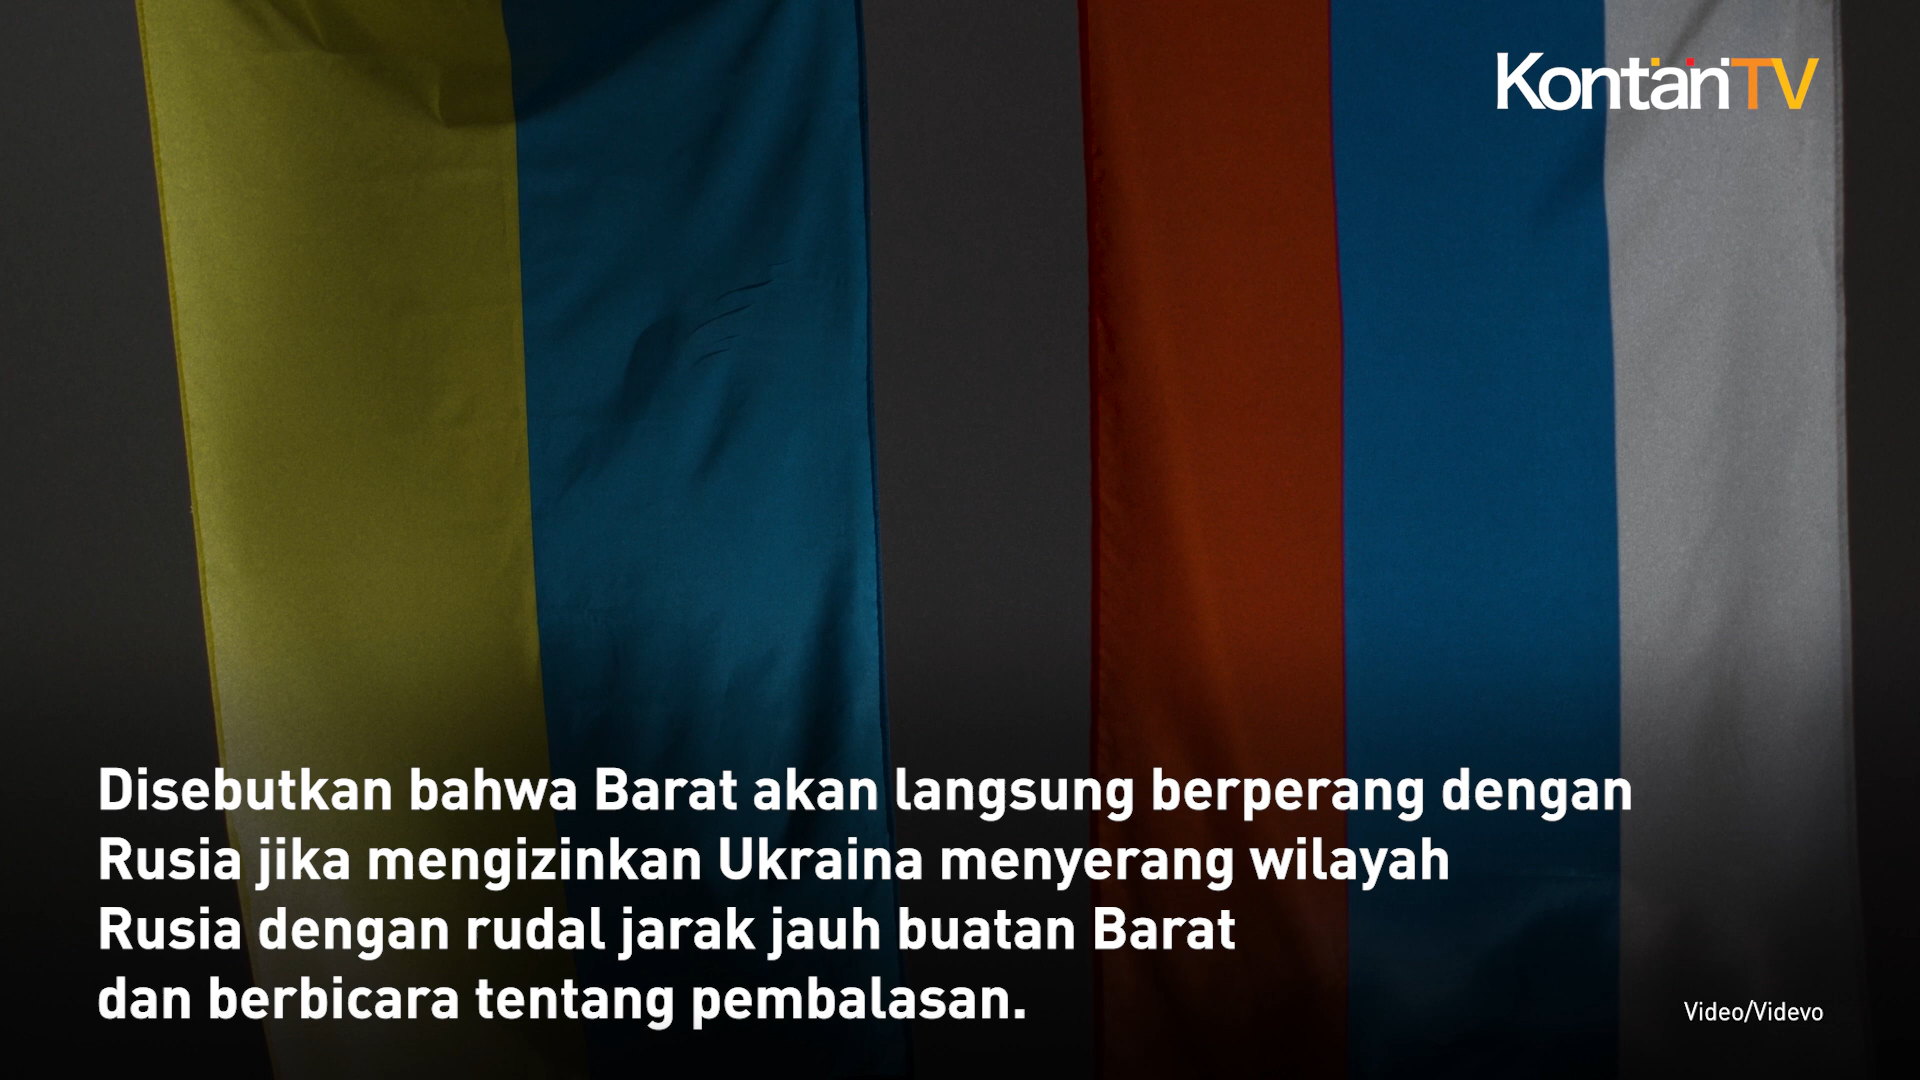 KontanTV
Disebutkan bahwa Barat akan langsung berperang dengan
Rusia jika mengizinkan Ukraina menyerang wilayah
Rusia dengan rudal jarak jauh buatan Barat
dan berbicara tentang pembalasan.
Video/Videvo